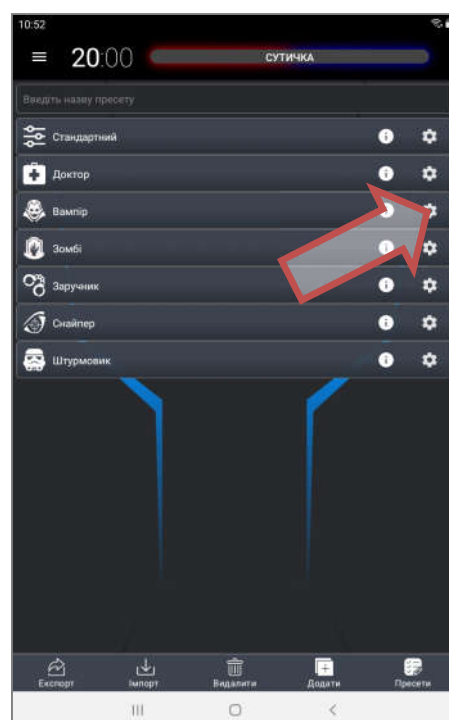 10:52
20:00 СУТИЧКА
Введіть назву пресету
Стандартний
Доктор
Вампір
Зомбі
Заручник
Снайпер
Штурмовик
Експорт Імпорт Видалити Додати Пресети